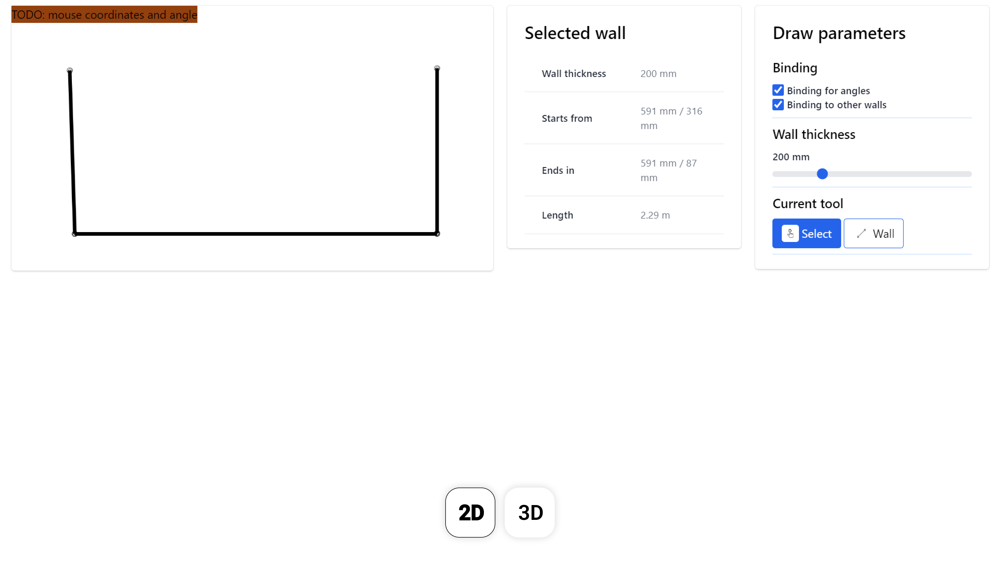 TODO: mouse coordinates and angle
Selected wall
Wall thickness 200 mm
Starts from 591 mm / 316
mm
Ends in 591 mm / 87
mm
Length 2.29 m
Draw parameters
Binding
Binding for angles
Binding to other walls
Wall thickness
200 mm
Current tool
Select Wall
2D 3D